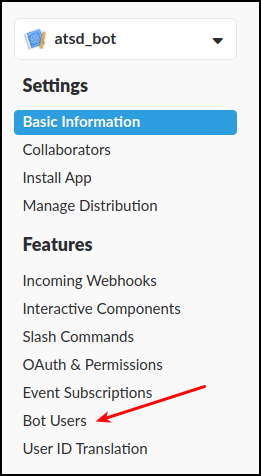 atsd_bot
Settings
Basic Information
Collaborators
Install App
Manage Distribution
Features
Incoming Webhooks
Interactive Components
Slash Commands
OAuth & Permissions
Event Subscriptions
Bot Users
User ID Translation